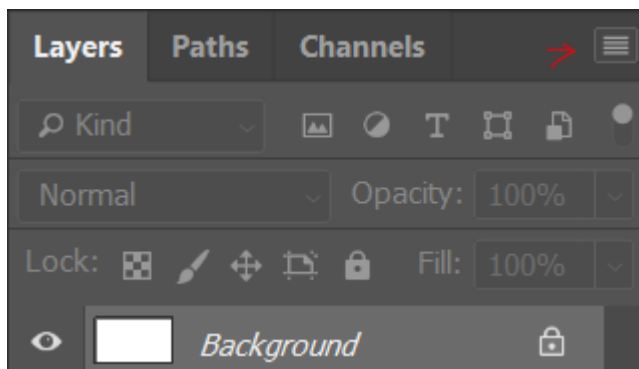 Layers Paths Channels
Kind
Normal Opacity: 100%
Lock: Fill: 100%
Background